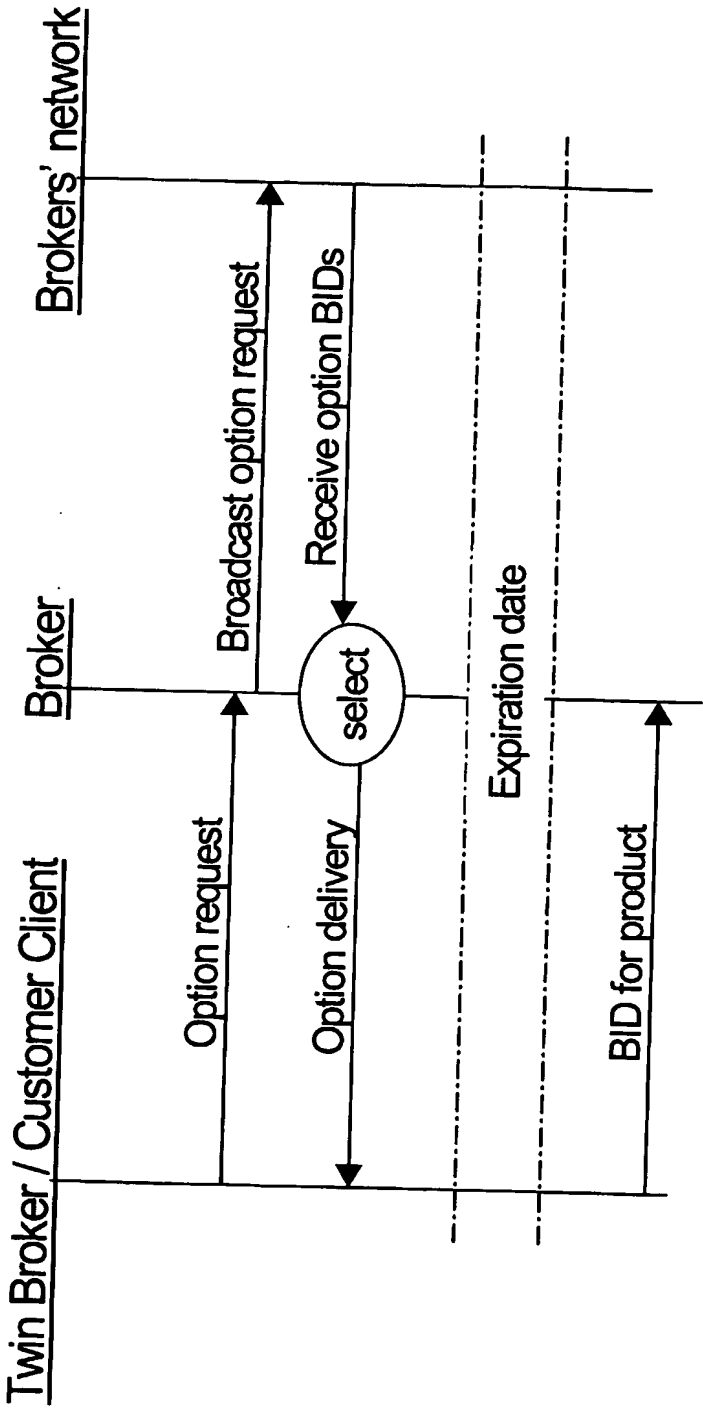 Twin Broker / Customer Client
Broker
Brokers' network
Option request
Broadcast option request
Option delivery
select
Receive option BIDs
Expiration date
BID for product